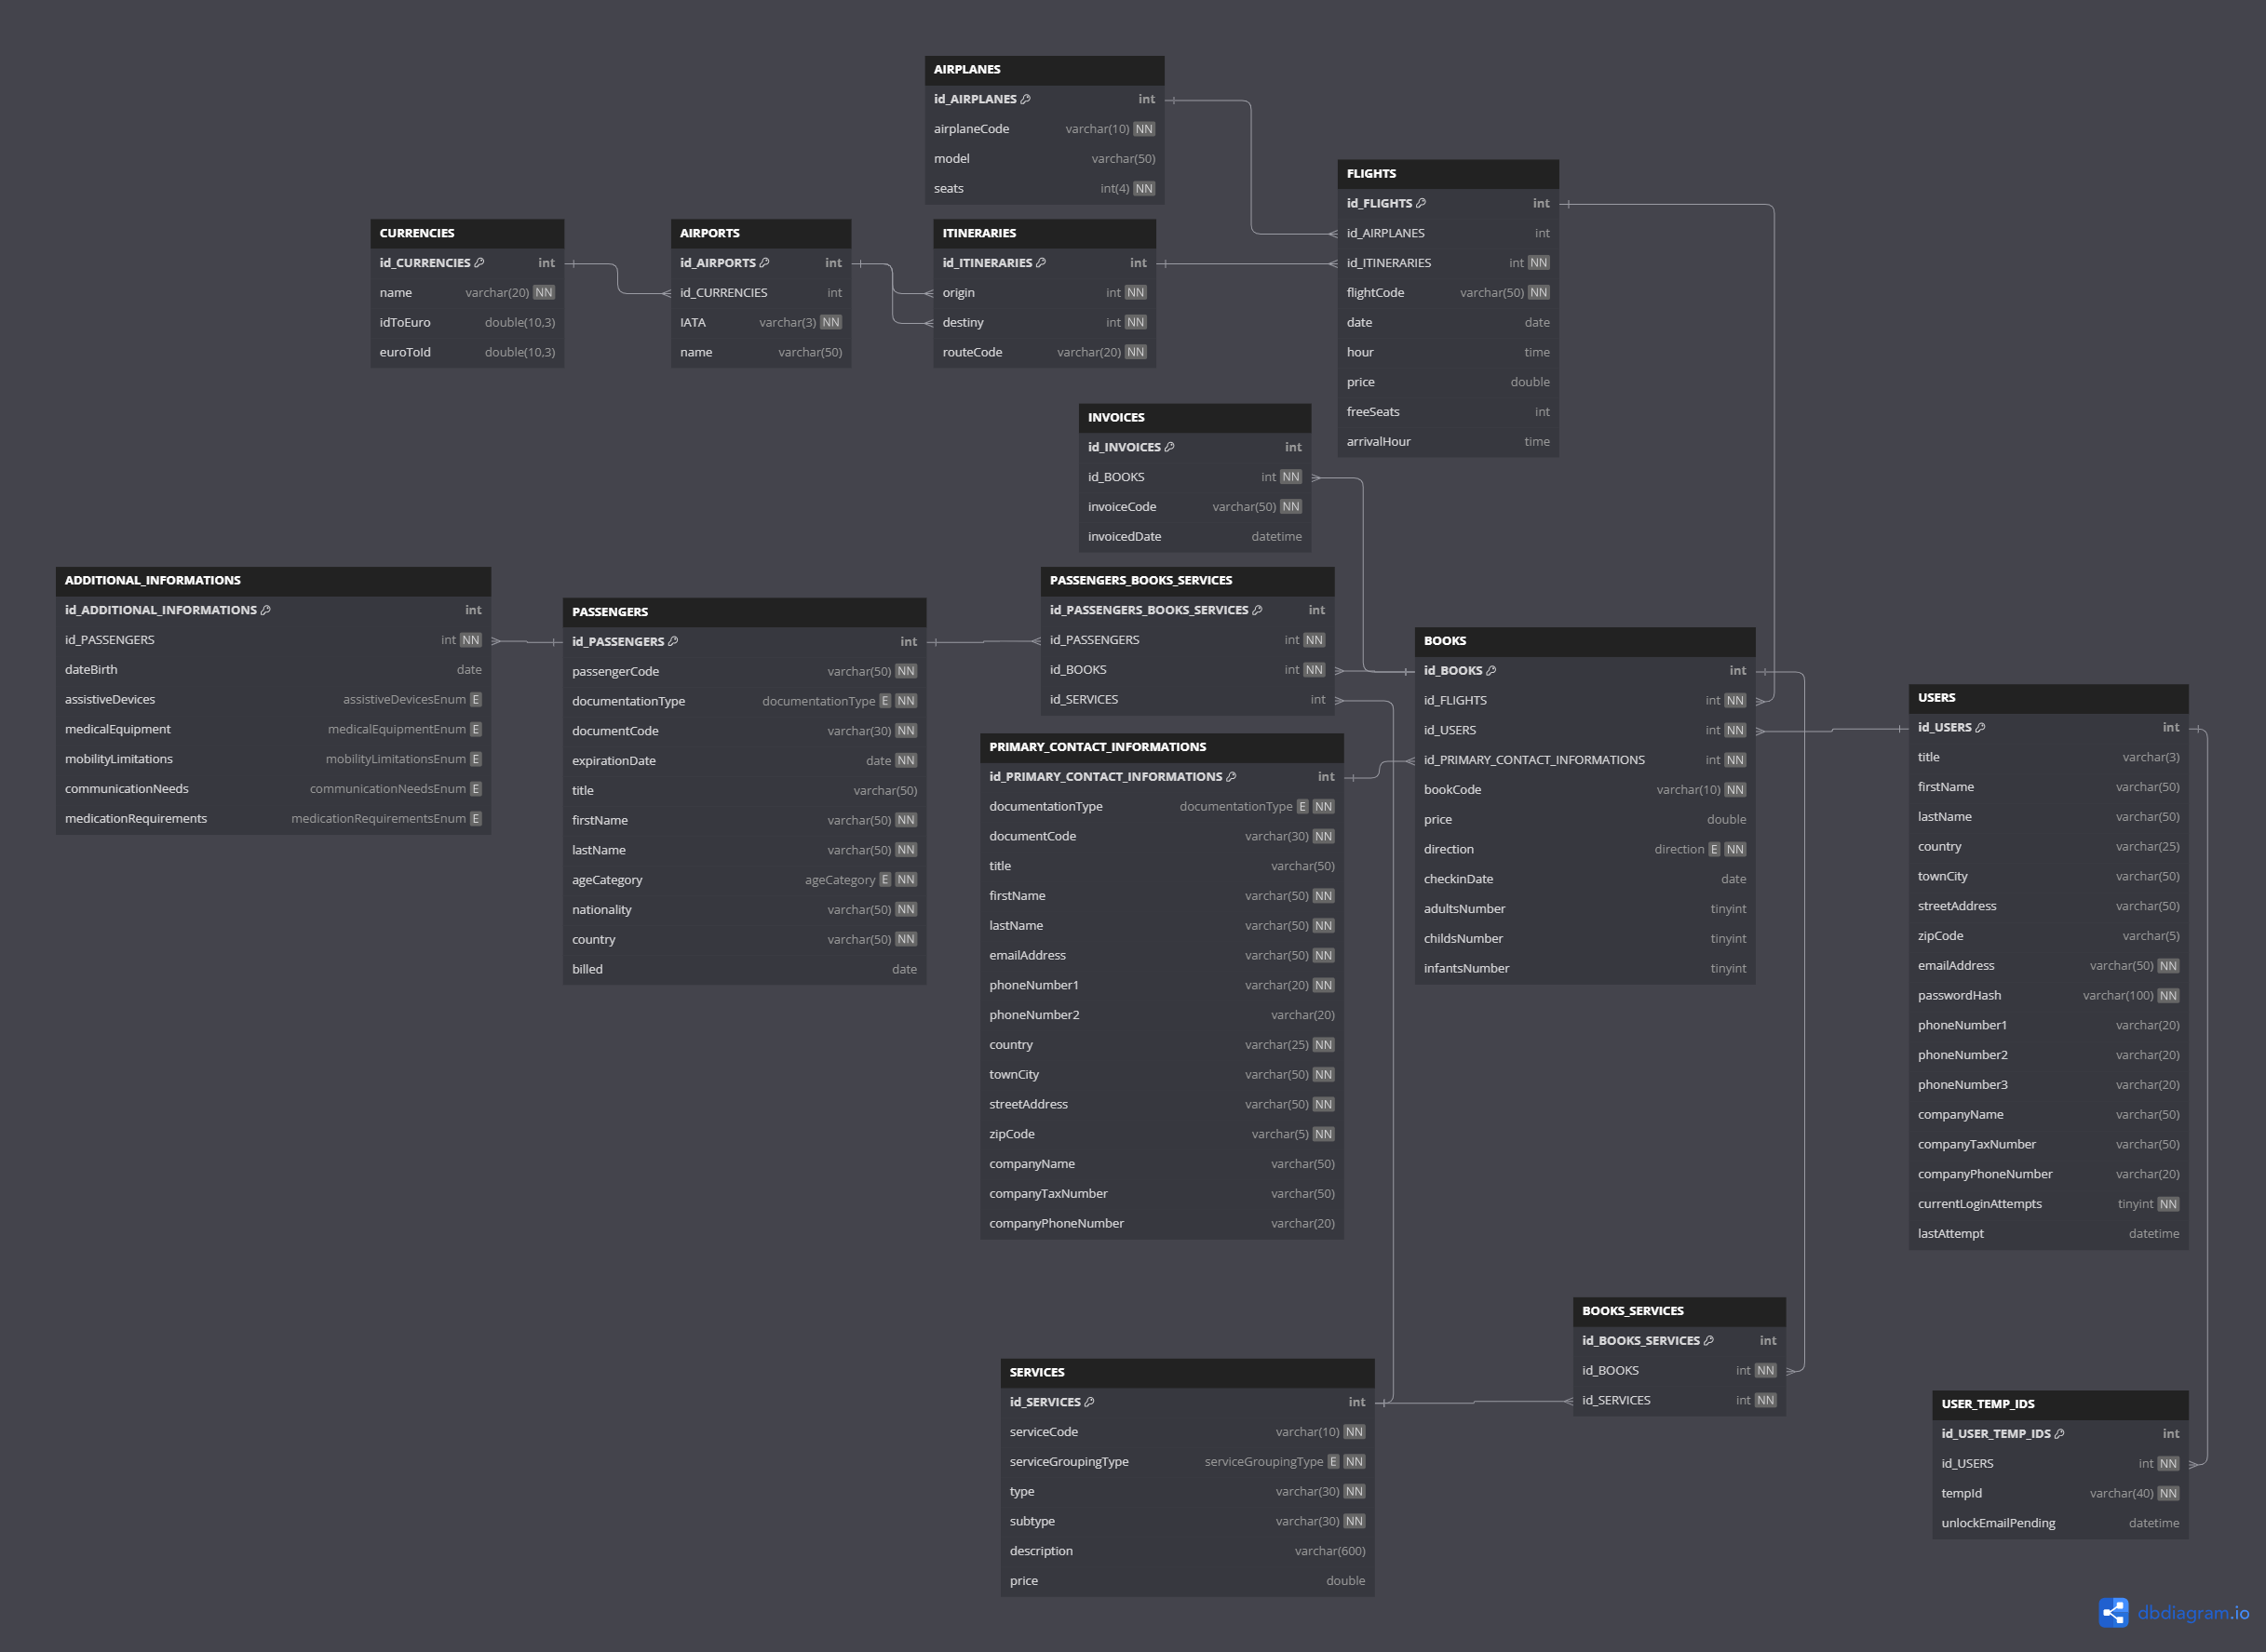 AIRPLANES
id_AIRPLANES int
airplaneCode varchar(10) NN
model varchar(50)
seats int(4) NN
FLIGHTS
id_FLIGHTS int
id_AIRPLANES int
id_ITINERARIES int NN
flightCode varchar(50) NN
date date
hour time
price double
freeSeats int
arrivalHour time
CURRENCIES
id_CURRENCIES int
name varchar(20) NN
idToEuro double(10,3)
euroToId double(10,3)
AIRPORTS
id_AIRPORTS int
id_CURRENCIES int
IATA varchar(3) NN
name varchar(50)
ITINERARIES
id_ITINERARIES int
origin int NN
destiny int NN
routeCode varchar(20) NN
INVOICES
id_INVOICES int
id_BOOKS int NN
invoiceCode varchar(50) NN
invoicedDate datetime
ADDITIONAL_INFORMATIONS
id_ADDITIONAL_INFORMATIONS int
id_PASSENGERS int NN
dateBirth date
assistiveDevices assistiveDevicesEnum E
medicalEquipment medicalEquipmentEnum E
mobilityLimitations mobilityLimitationsEnum E
communicationNeeds communicationNeedsEnum E
medicationRequirements medicationRequirementsEnum E
PASSENGERS
id_PASSENGERS int
passengerCode varchar(50) NN
documentationType documentationType E NN
documentCode varchar(30) NN
expirationDate date NN
title varchar(50)
firstName varchar(50) NN
lastName varchar(50) NN
ageCategory ageCategory E NN
nationality varchar(50) NN
country varchar(50) NN
billed date
PASSENGERS_BOOKS_SERVICES
id_PASSENGERS_BOOKS_SERVICES int
id_PASSENGERS int NN
id_BOOKS int NN
id_SERVICES int
PRIMARY_CONTACT_INFORMATIONS
id_PRIMARY_CONTACT_INFORMATIONS int
documentationType documentationType E NN
documentCode varchar(30) NN
title varchar(50)
firstName varchar(50) NN
lastName varchar(50) NN
emailAddress varchar(50) NN
phoneNumber1 varchar(20) NN
phoneNumber2 varchar(20)
country varchar(25) NN
townCity varchar(50) NN
streetAddress varchar(50) NN
zipCode varchar(5) NN
companyName varchar(50)
companyTaxNumber varchar(50)
companyPhoneNumber varchar(20)
BOOKS
id_BOOKS int
id_FLIGHTS int NN
id_USERS int NN
id_PRIMARY_CONTACT_INFORMATIONS int NN
bookCode varchar(10) NN
price double
direction direction E NN
checkinDate date
adultsNumber tinyint
childsNumber tinyint
infantsNumber tinyint
USERS
id_USERS int
title varchar(3)
firstName varchar(50)
lastName varchar(50)
country varchar(25)
townCity varchar(50)
streetAddress varchar(50)
zipCode varchar(5)
emailAddress varchar(50) NN
passwordHash varchar(100) NN
phoneNumber1 varchar(20)
phoneNumber2 varchar(20)
phoneNumber3 varchar(20)
companyName varchar(50)
companyTaxNumber varchar(50)
companyPhoneNumber varchar(20)
currentLoginAttempts tinyint NN
lastAttempt datetime
BOOKS_SERVICES
id_BOOKS_SERVICES int
id_BOOKS int NN
id_SERVICES int NN
SERVICES
id_SERVICES int
serviceCode varchar(10) NN
serviceGroupingType serviceGroupingType E NN
type varchar(30) NN
subtype varchar(30) NN
description varchar(600)
price double
USER_TEMP_IDS
id_USER_TEMP_IDS int
id_USERS int NN
tempId varchar(40) NN
unlockEmailPending datetime
dbdiagram.io